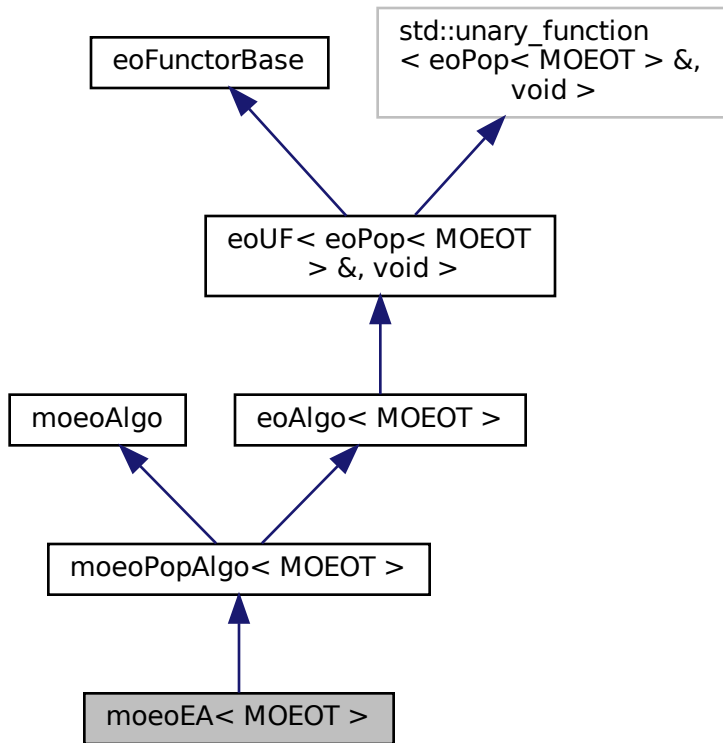 eoFunctorBase
std::unary_function
< eoPop< MOEOT > &,
void >
eoUF< eoPop< MOEOT
> &, void >
moeoAlgo
eoAlgo< MOEOT >
moeoPopAlgo< MOEOT >
moeoEA< MOEOT >